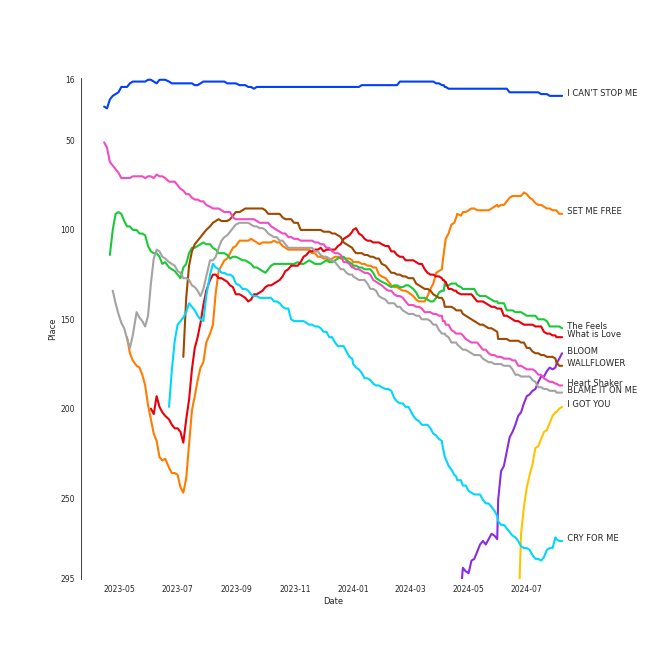 16
50
100
150
200
250
295
Place
2023-05
2023-07
2023-09
2023-11
2024-01
2024-03
2024-05
2024-07
Date
I CAN'T STOP ME
SET ME FREE
The Feels
What is Love
BLOOM
WALLFLOWER
Heart Shaker
BLAME IT ON ME
I GOT YOU
CRY FOR ME